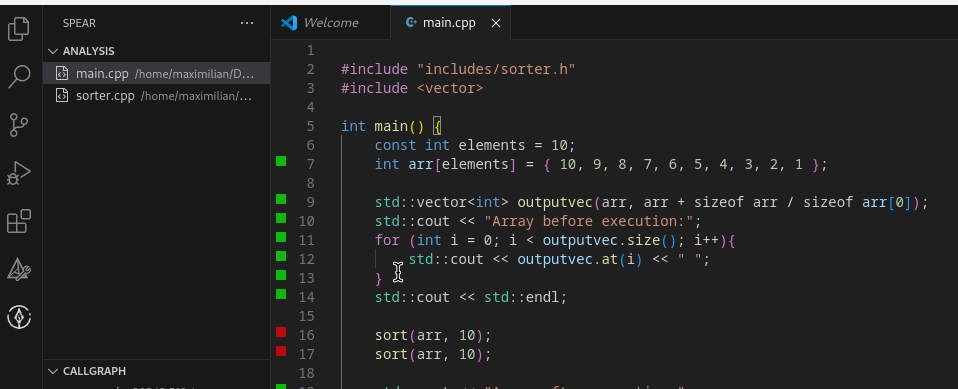 SPEAR ···
Welcome
main.cpp
ANALYSIS
main.cpp /home/maximilian/D...
sorter.cpp /home/maximilian/...
1
2 #include "includes/sorter.h"
3 #include <vector>
4
5 int main() {
6 const int elements = 10;
7 int arr[elements] = { 10, 9, 8, 7, 6, 5, 4, 3, 2, 1 };
8
9 std::vector<int> outputvec(arr, arr + sizeof arr / sizeof arr[0]);
10 std::cout << "Array before execution:";
11 for (int i = 0; i < outputvec.size(); i++){
12 std::cout << outputvec.at(i) << " ";
13 }
14 std::cout << std::endl;
15
16 sort(arr, 10);
17 sort(arr, 10);
18
CALLGRAPH